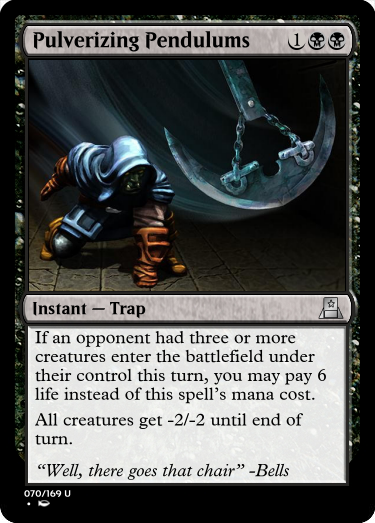 Pulverizing Pendulums 1
Instant — Trap
If an opponent had three or more
creatures enter the battlefield under
their control this turn, you may pay 6
life instead of this spell's mana cost.
All creatures get -2/-2 until end of
turn.
“Well, there goes that chair” -Bells
070/169 U